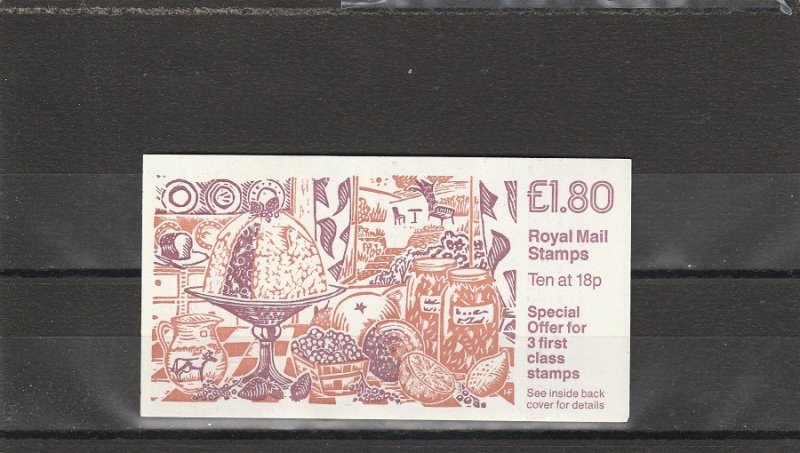 £1.80
Royal Mail
Stamps
Ten at 18p
Special
Offer for
3 first
class
stamps
See inside back
cover for details
HF